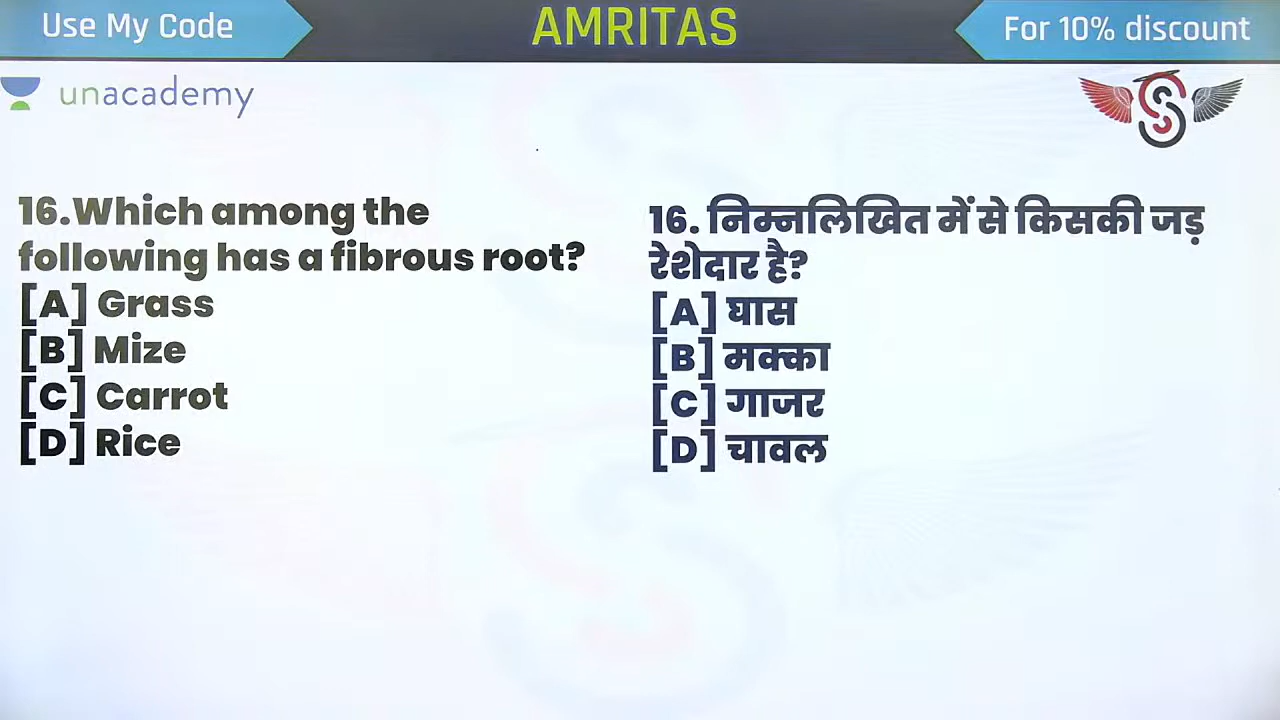 Use My Code
AMRITAS
For 10% discount
unacademy
16.Which among the
following has a fibrous root?
[A] Grass
[B] Mize
[C] Carrot
[D] Rice
16. निम्नलिखित में से किसकी जड़
रेशेदार है?
[A] घास
[B] मक्का
[C] गाजर
[D] चावल